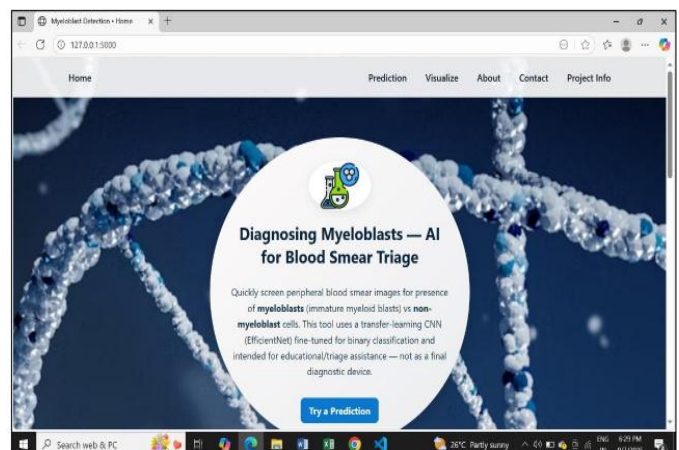 Myeloblast Detection • Home
127.0.0.1:5000
Home Prediction Visualize About Contact Project Info
Diagnosing Myeloblasts — AI
for Blood Smear Triage
Quickly screen peripheral blood smear images for presence
of myeloblasts (immature myeloid blasts) vs non-
myeloblast cells. This tool uses a transfer-learning CNN
(EfficientNet) fine-tuned for binary classification and
intended for educational/triage assistance — not as a final
diagnostic device.
Try a Prediction
Search web & PC
26°C Partly sunny
ENG 6:29 PM
IN